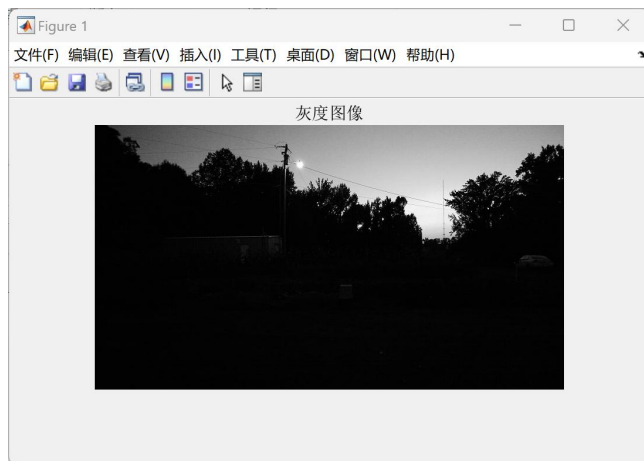 Figure 1
文件(F) 编辑(E) 查看(V) 插入(I) 工具(T) 桌面(D) 窗口(W) 帮助(H)
灰度图像